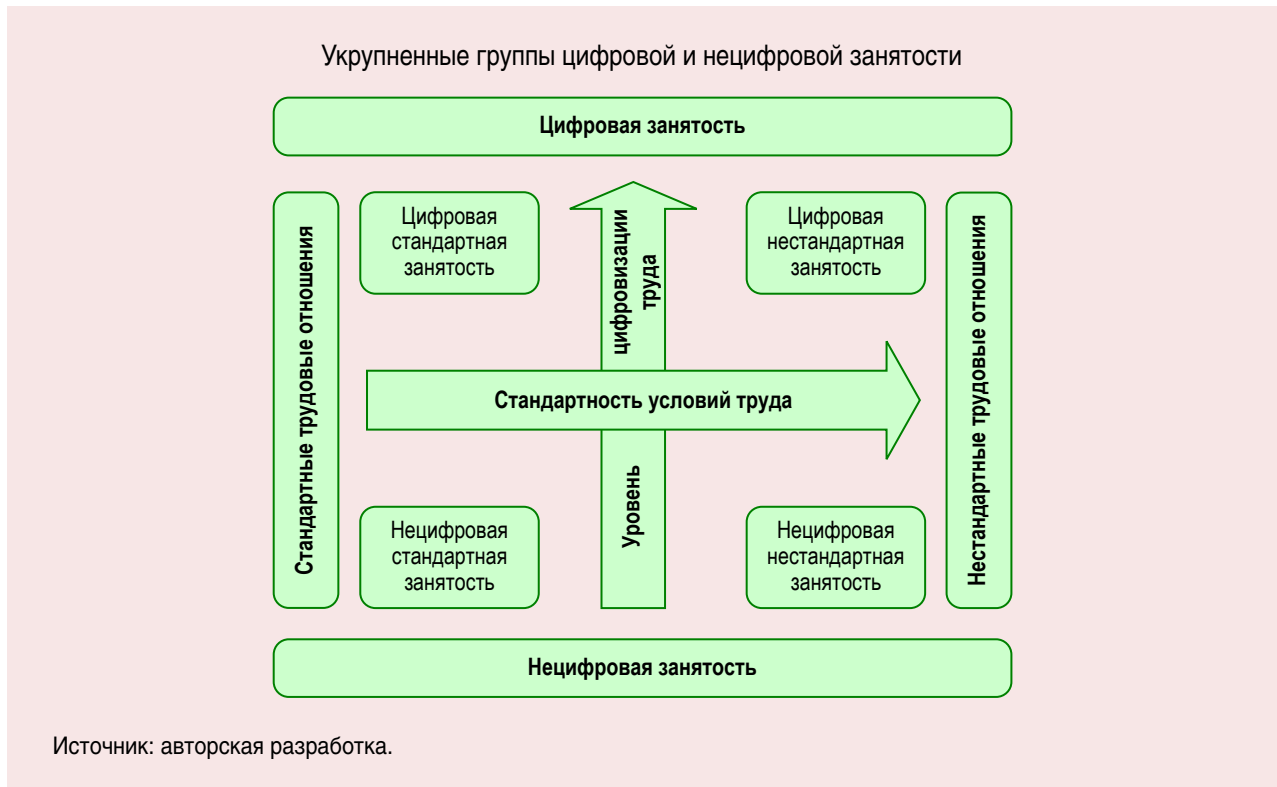 Укрупненные группы цифровой и нецифровой занятости
Цифровая занятость
Стандартные трудовые отношения
Цифровая
стандартная
занятость
Уровень цифровизации
труда
Цифровая
нестандартная
занятость
Нестандартные трудовые отношения
Стандартность условий труда
Нецифровая
стандартная
занятость
Нецифровая
нестандартная
занятость
Нецифровая занятость
Источник: авторская разработка.